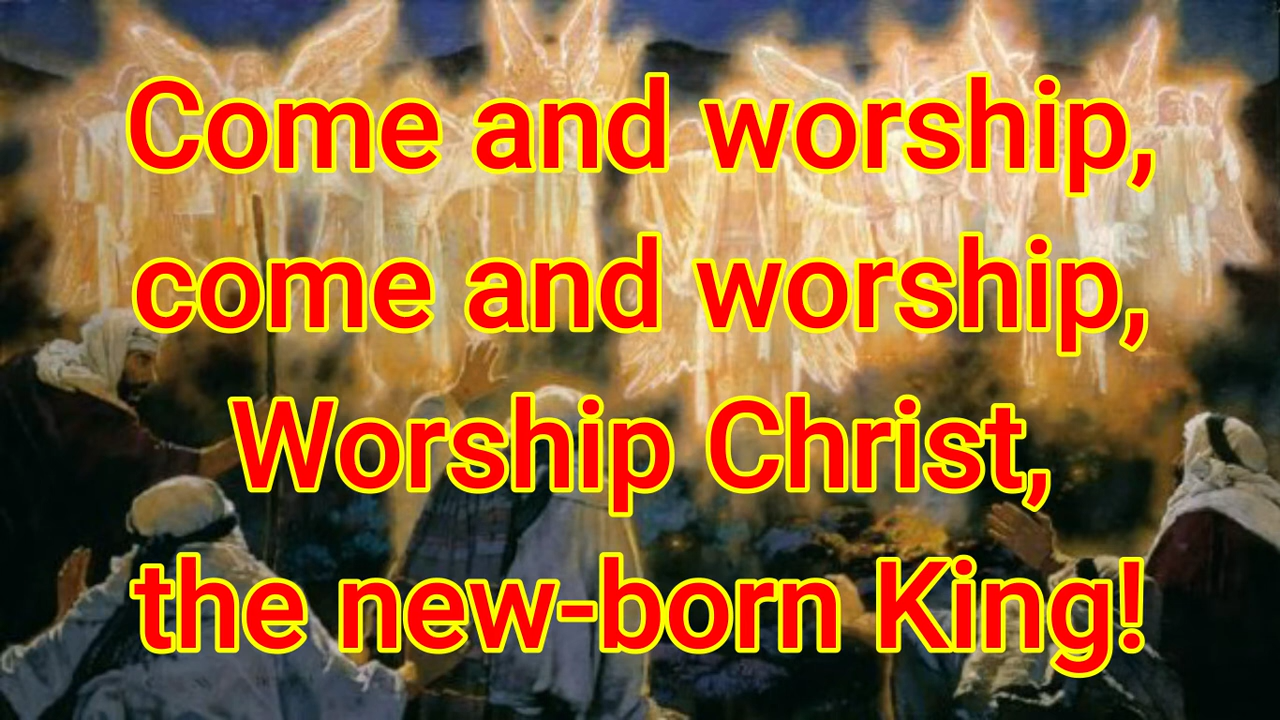 Come and worship,
come and worship,
Worship Christ,
the new-born King!